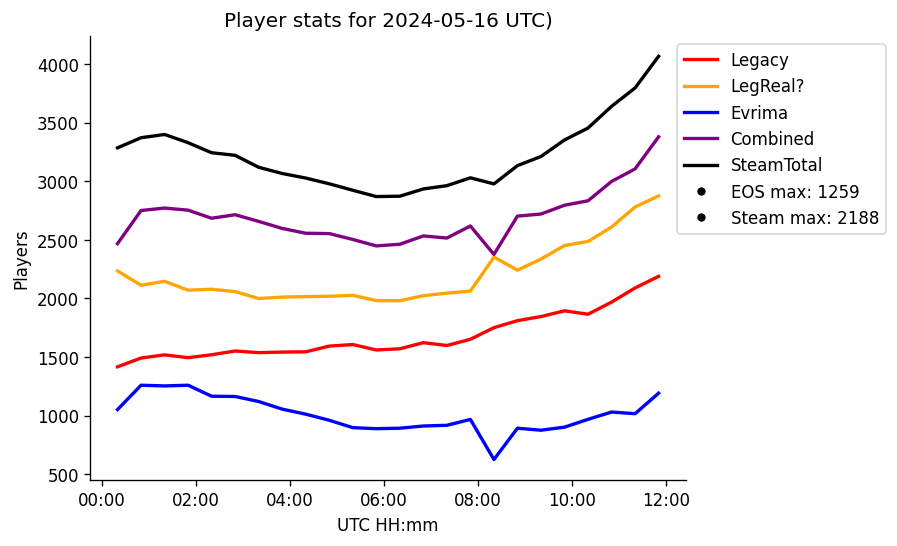 Player stats for 2024-05-16 UTC)
Players
4000
3500
3000
2500
2000
1500
1000
500
00:00 02:00 04:00 06:00 08:00 10:00 12:00
UTC HH:mm
Legacy
LegReal?
Evrima
Combined
SteamTotal
EOS max: 1259
Steam max: 2188